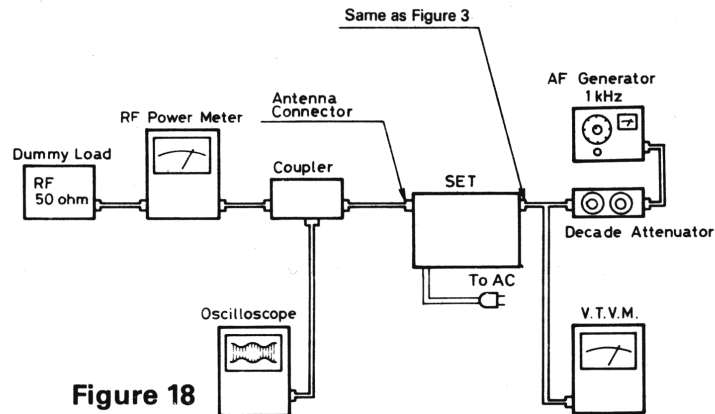 Same as Figure 3
AF Generator
1 kHz
Antenna
Connector
RF Power Meter
Dummy Load
RF
50 ohm
Coupler
SET
Decade Attenuator
To AC
Oscilloscope
V.T.V.M.
Figure 18